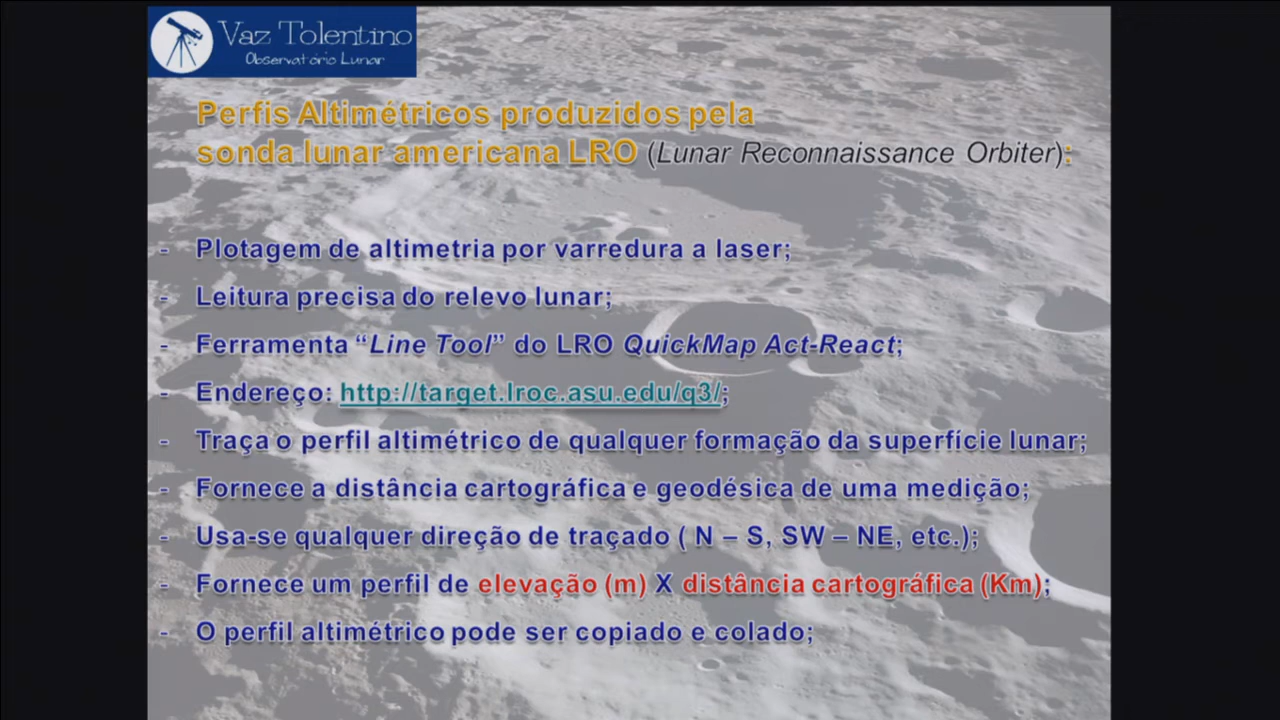 Vaz Tolentino
Observatório Lunar
Perfis Altimétricos produzidos pela
sonda lunar americana LRO (Lunar Reconnaissance Orbiter):
- Plotagem de altimetria por varredura a laser;
- Leitura precisa do relevo lunar;
- Ferramenta “Line Tool” do LRO QuickMap Act-React;
- Endereço: http://target.lroc.asu.edu/q3/;
- Traça o perfil altimétrico de qualquer formação da superfície lunar;
- Fornece a distância cartográfica e geodésica de uma medição;
- Usa-se qualquer direção de traçado ( N – S, SW – NE, etc.);
- Fornece um perfil de elevação (m) X distância cartográfica (Km);
- O perfil altimétrico pode ser copiado e colado;